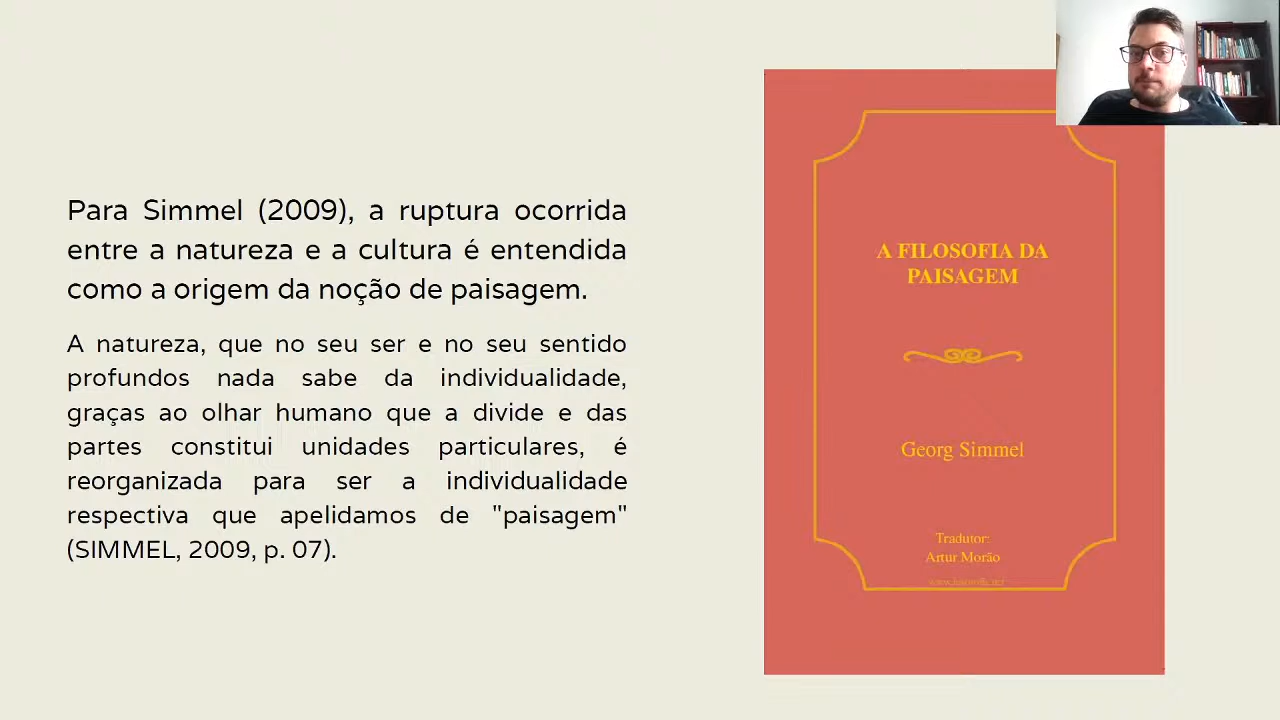 Para Simmel (2009), a ruptura ocorrida
entre a natureza e a cultura é entendida
como a origem da noção de paisagem.
A natureza, que no seu ser e no seu sentido
profundos nada sabe da individualidade,
graças ao olhar humano que a divide e das
partes constitui unidades particulares, é
reorganizada para ser a individualidade
respectiva que apelidamos de "paisagem"
(SIMMEL, 2009, p. 07).
A FILOSOFIA DA
PAISAGEM
Georg Simmel
Tradutor:
Artur Morão